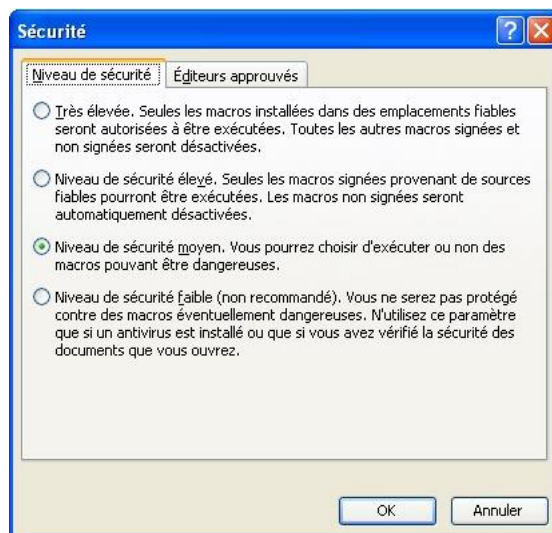 Sécurité
Niveau de sécurité
Éditeurs approuvés
Très élevée. Seules les macros installées dans des emplacements fiables
seront autorisées à être exécutées. Toutes les autres macros signées et
non signées seront désactivées.
Niveau de sécurité élevé. Seules les macros signées provenant de sources
fiables pourront être exécutées. Les macros non signées seront
automatiquement désactivées.
Niveau de sécurité moyen. Vous pourrez choisir d'exécuter ou non des
macros pouvant être dangereuses.
Niveau de sécurité faible (non recommandé). Vous ne serez pas protégé
contre des macros éventuellement dangereuses. N'utilisez ce paramètre
que si un antivirus est installé ou que si vous avez vérifié la sécurité des
documents que vous ouvrez.
OK
Annuler